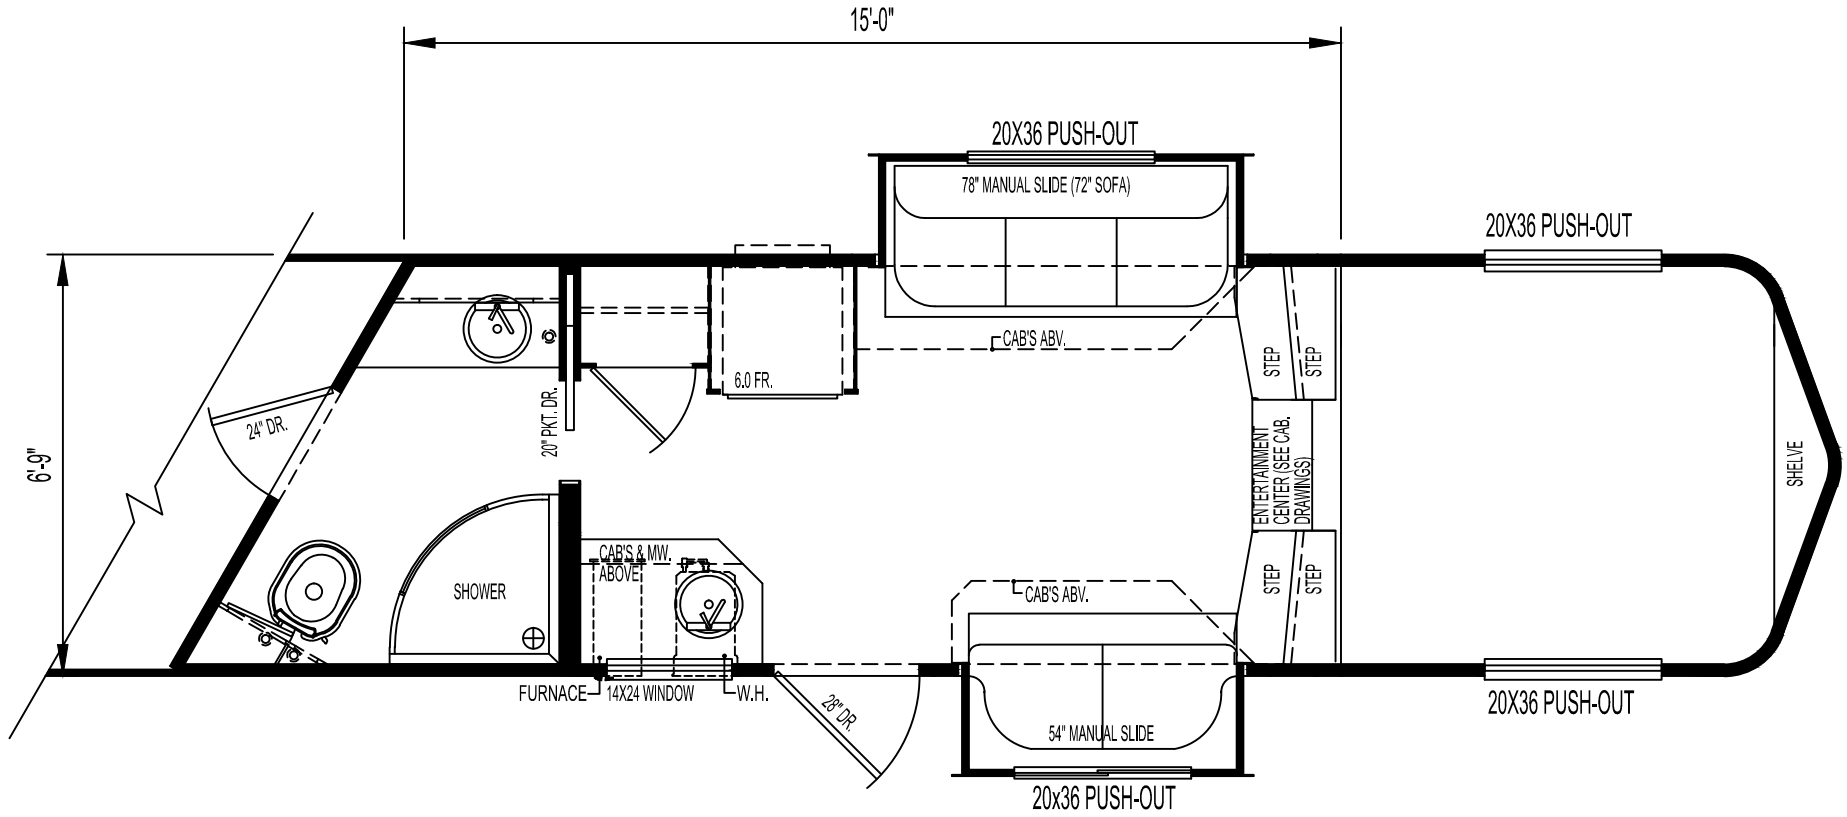 15'-0"
20X36 PUSH-OUT
78" MANUAL SLIDE (72" SOFA)
20X36 PUSH-OUT
CAB'S ABV.
STEP
STEP
6.0 FR.
20" PKT. DR.
24" DR.
6'-9"
ENTERTAINMENT
CENTER (SEE CAB.
DRAWINGS)
SHELVE
CAB'S & MW.
ABOVE
SHOWER
STEP
STEP
CAB'S ABV.
FURNACE
14X24 WINDOW
W.H.
28" DR.
54" MANUAL SLIDE
20X36 PUSH-OUT
20x36 PUSH-OUT